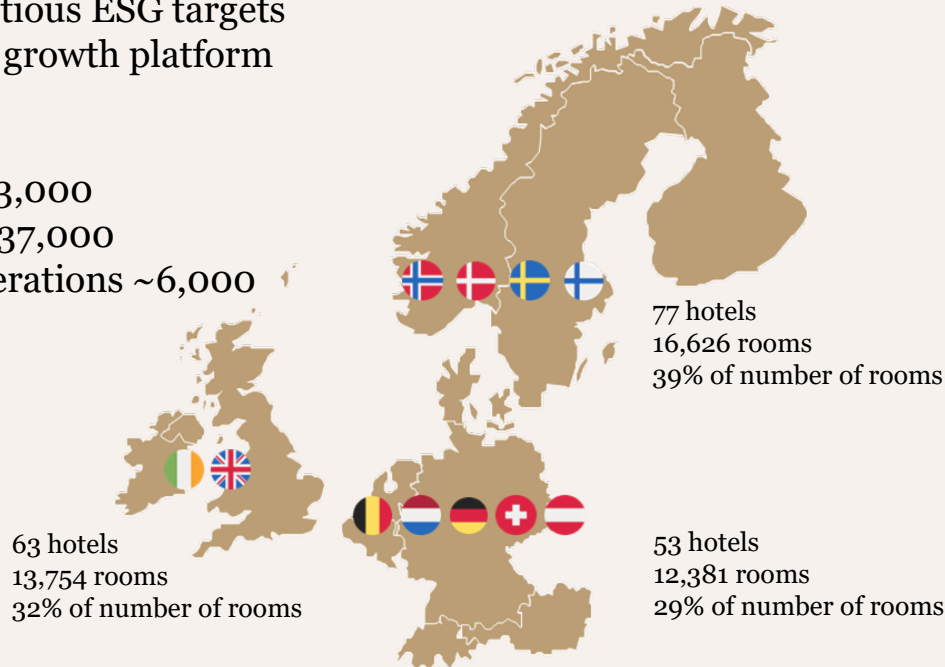 growth platform
ESG targets
3,000
37,000
~6,000
77 hotels
16,626 rooms
39% of number of rooms
63 hotels
13,754 rooms
32% of number of rooms
53 hotels
12,381 rooms
29% of number of rooms